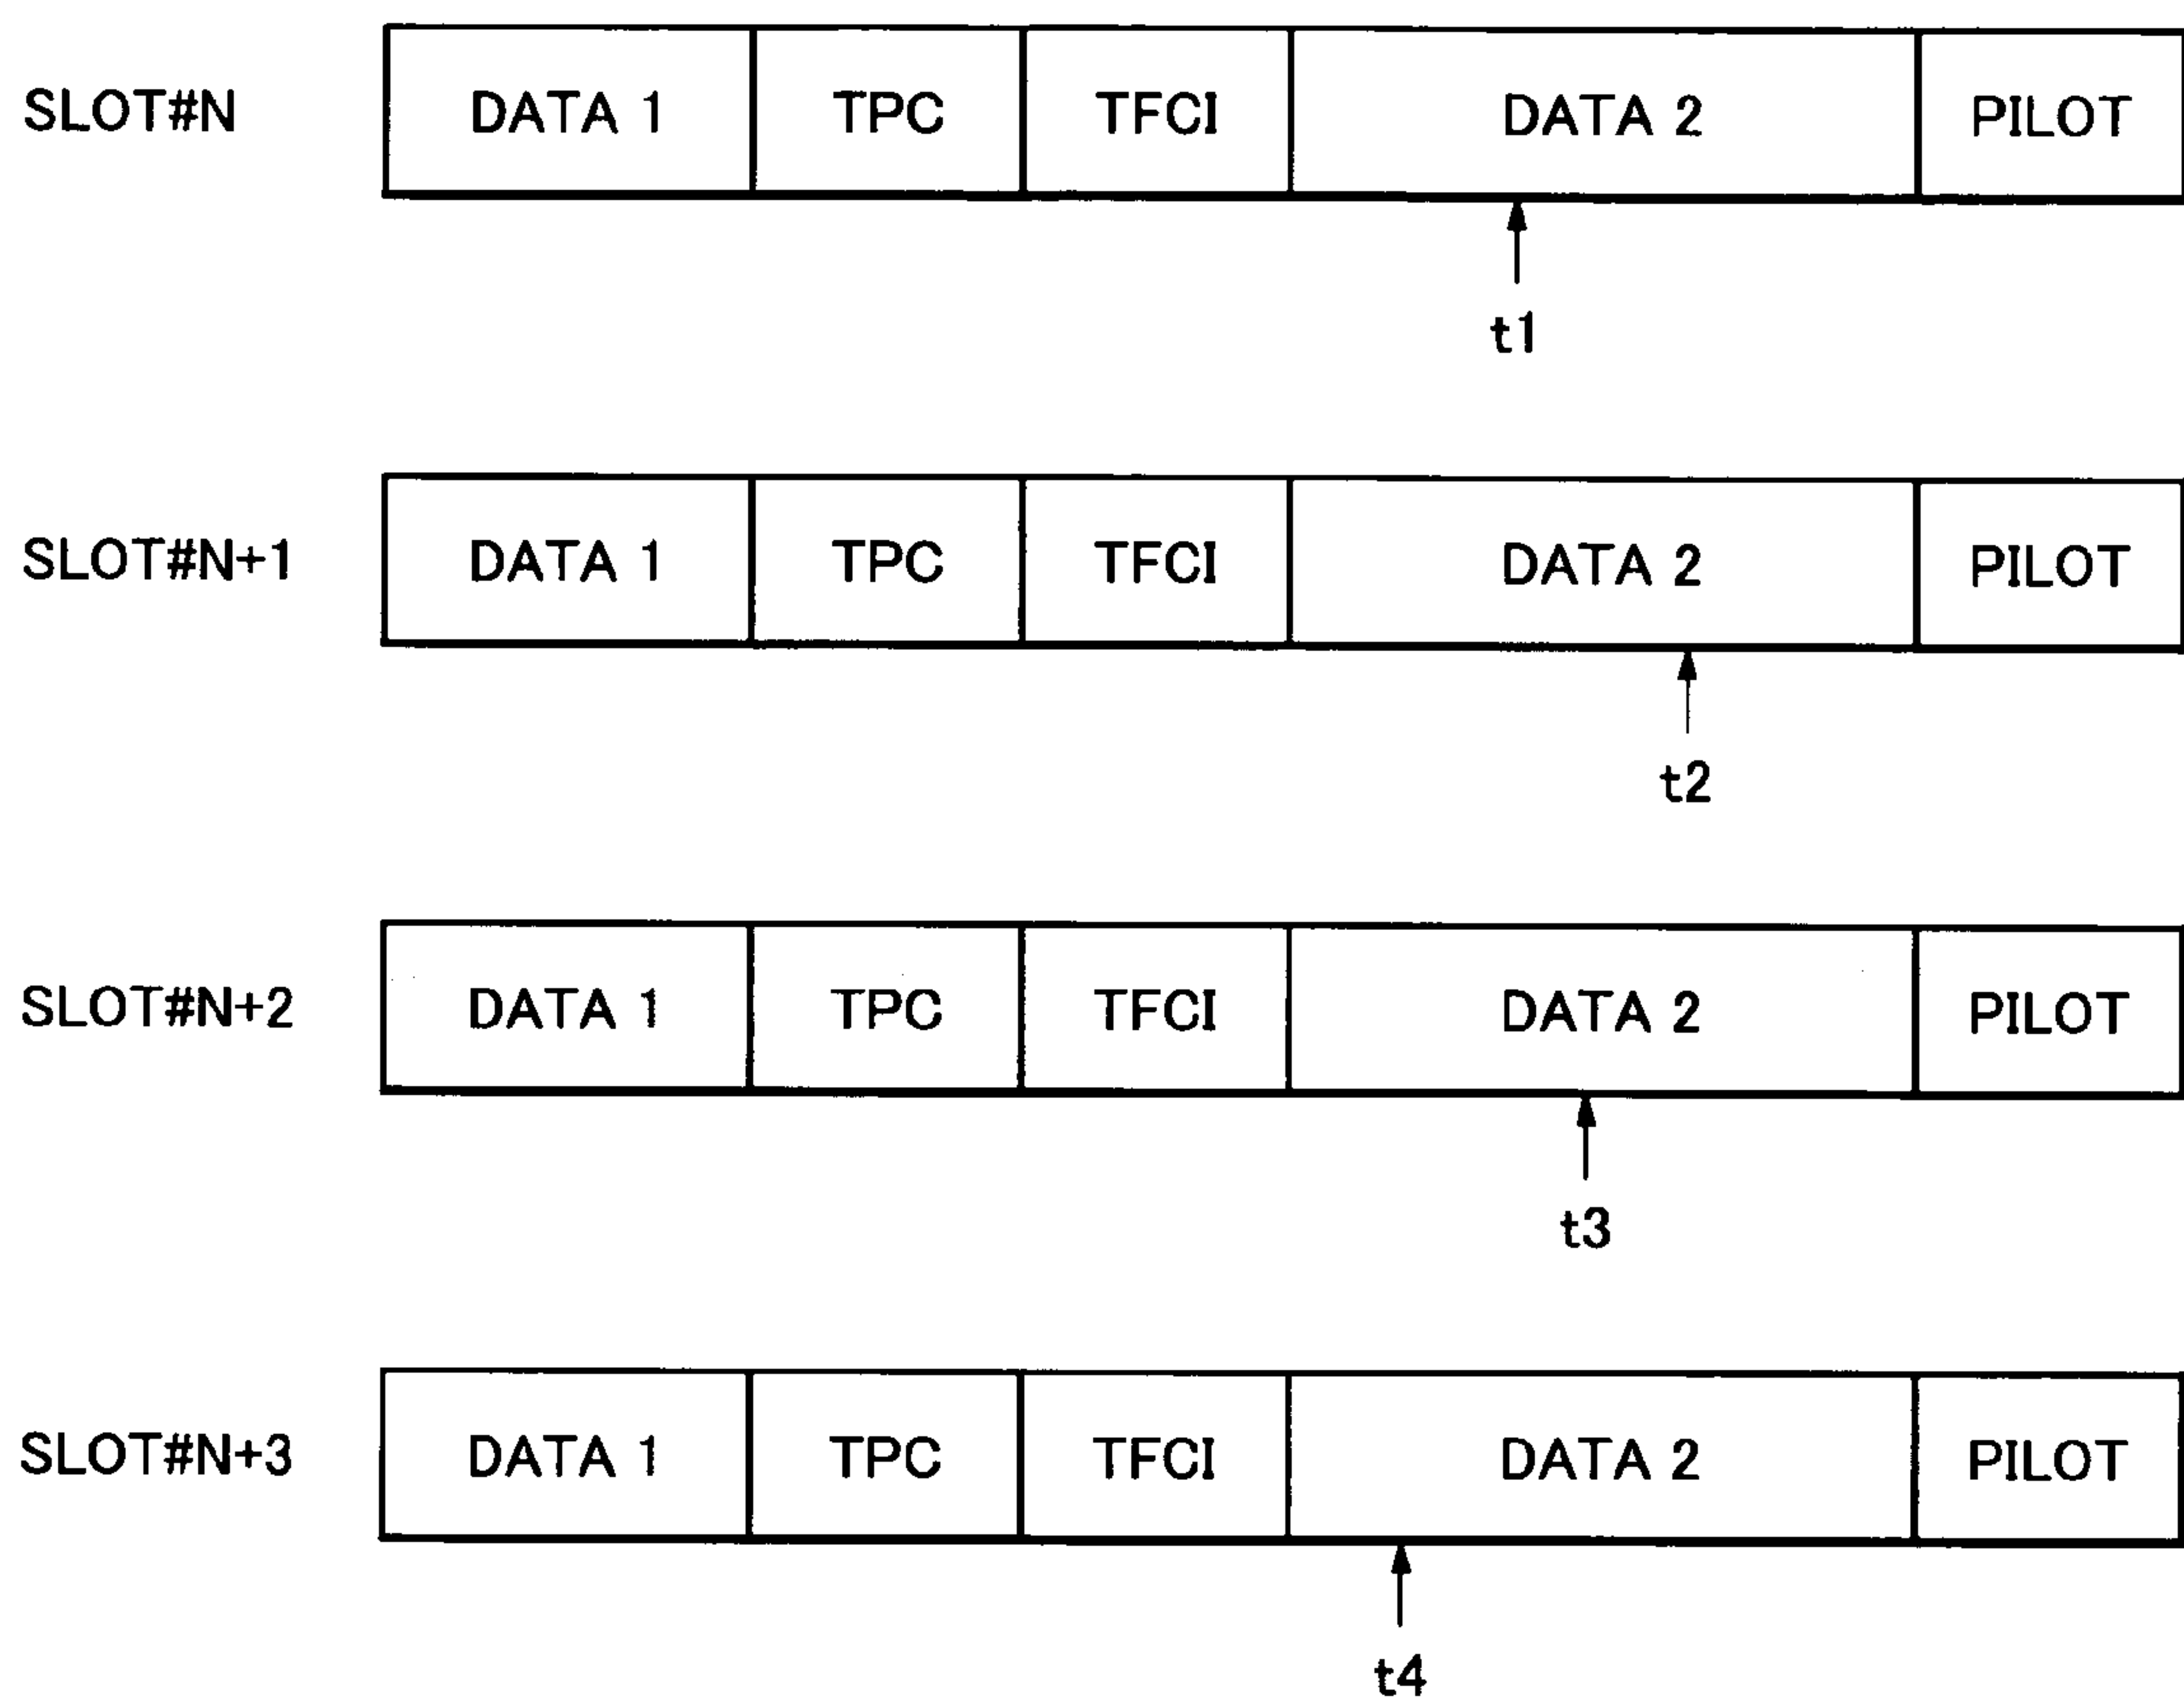 SLOT#N DATA 1 TPC TFCI DATA 2 PILOT
t1
SLOT#N+1 DATA 1 TPC TFCI DATA 2 PILOT
t2
SLOT#N+2 DATA 1 TPC TFCI DATA 2 PILOT
t3
SLOT#N+3 DATA 1 TPC TFCI DATA 2 PILOT
t4